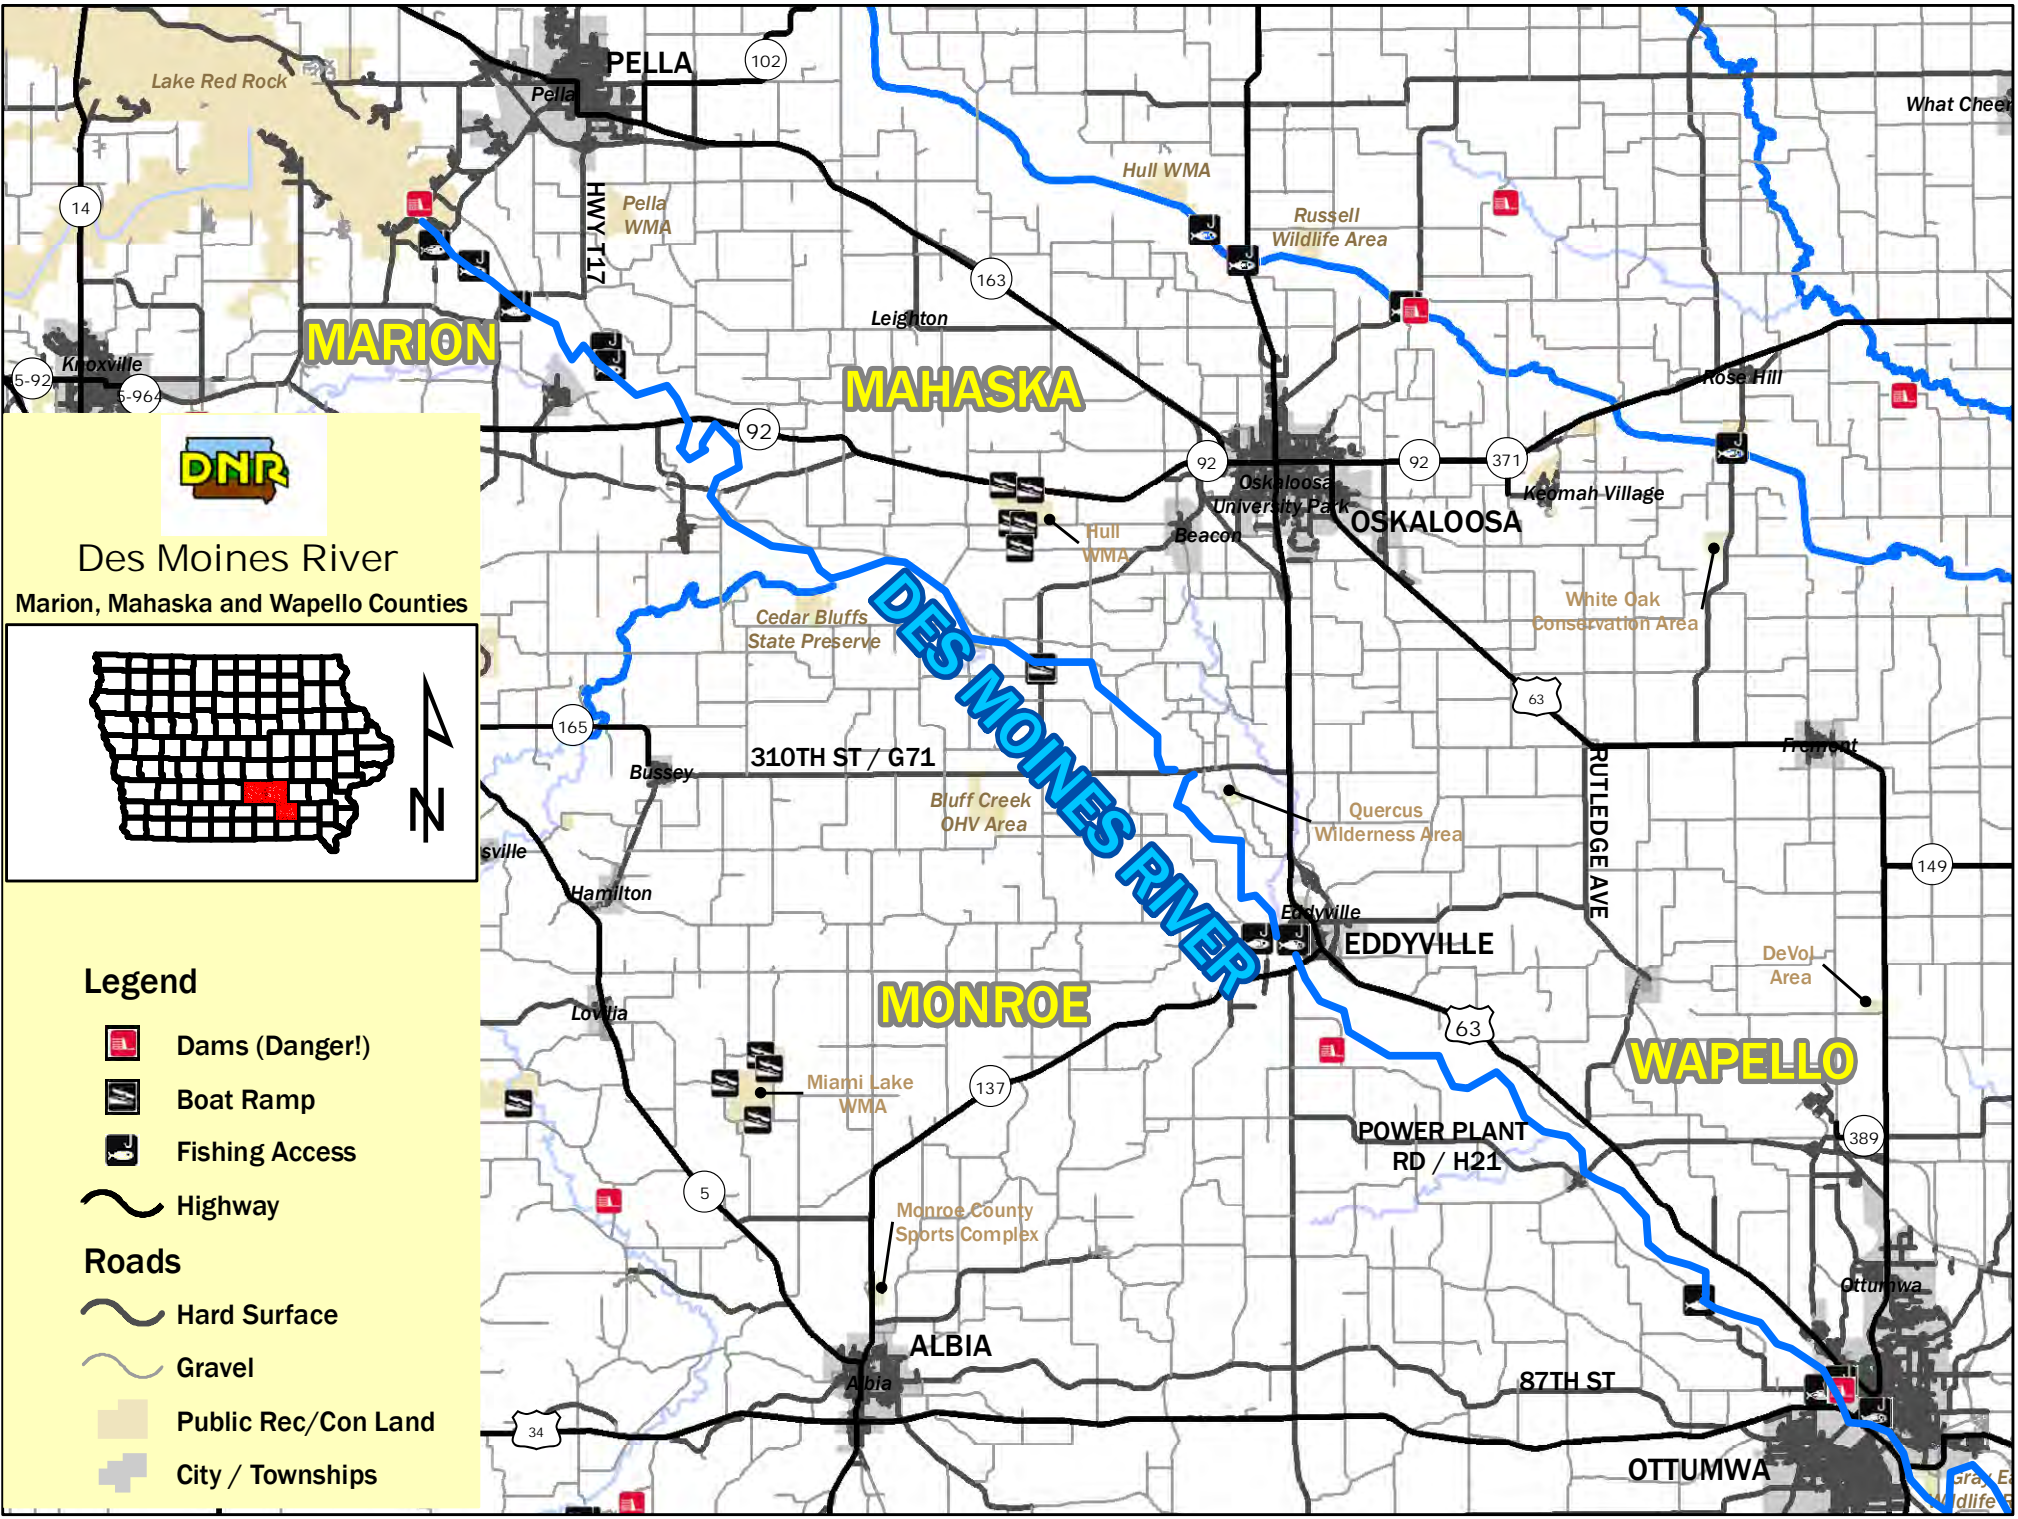 PELLA
102
Lake Red Rock
Pella
What Cheer
Hull WMA
14
HWY T17
Pella
WMA
Russell
Wildlife Area
163
Leighton
MARION
Knoxville
5-92
5-964
MAHASKA
Rose Hill
92
92
92
371
Oskaloosa
University Park
Keomah Village
OSKALOOSA
Beacon
Hull
WMA
DNR
Des Moines River
Marion, Mahaska and Wapello Counties
N
Cedar Bluffs
State Preserve
DES MOINES RIVER
White Oak
Conservation Area
63
165
310TH ST / G71
Bussey
Fremont
RUTLEDGE AVE
Bluff Creek
OHV Area
Quercus
Wilderness Area
sville
149
Hamilton
Eddyville
EDDYVILLE
DeVol
Area
Lovilia
MONROE
63
WAPELLO
Miami Lake
WMA
137
POWER PLANT
RD / H21
389
5
Monroe County
Sports Complex
Ottumwa
ALBIA
Albia
87TH ST
34
OTTUMWA
Gray Ea
Wildlife R
Legend
Dams (Danger!)
Boat Ramp
Fishing Access
Highway
Roads
Hard Surface
Gravel
Public Rec/Con Land
City / Townships